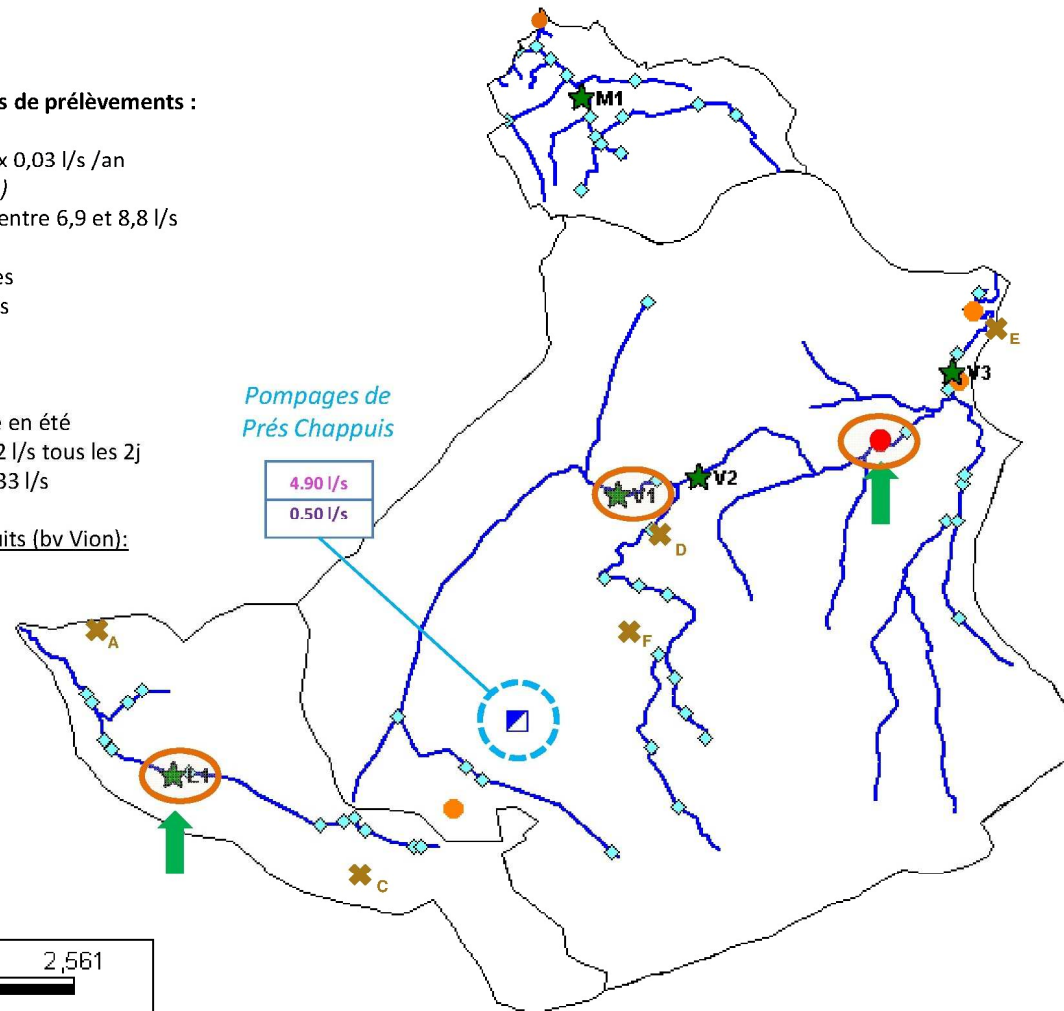 s de prélèvements :
x 0,03 l/s /an
)
entre 6,9 et 8,8 l/s
es
s
e en été
2 l/s tous les 2j
33 l/s
uits (bv Vion):
Pompages de
Prés Chappuis
4.90 l/s
0.50 l/s
M1
E
V3
V1
V2
D
F
A
L1
C
2,561